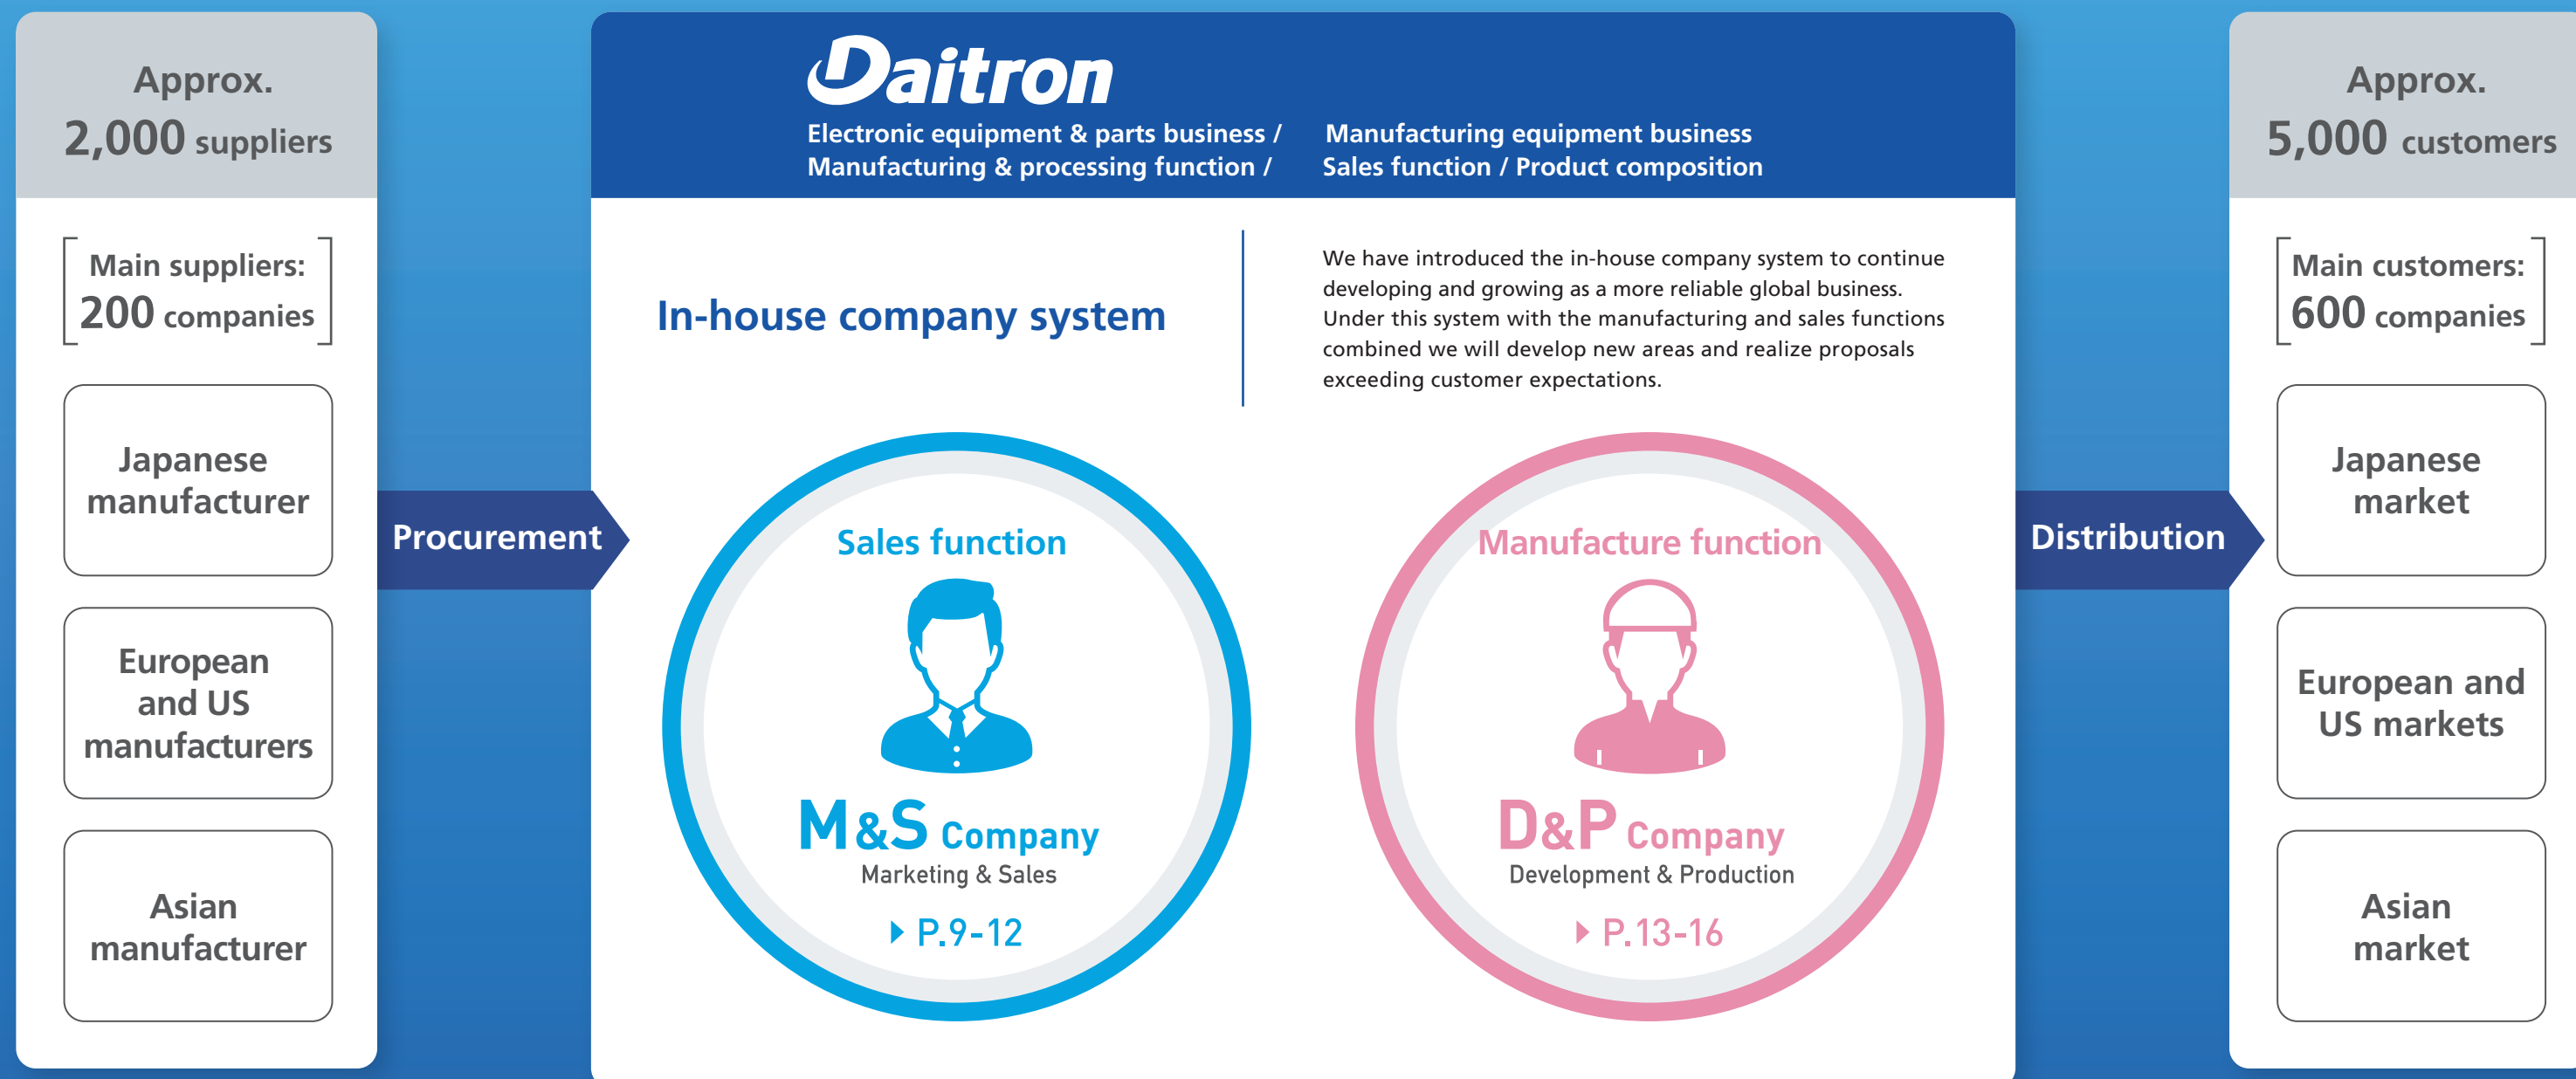 Approx.
2,000 suppliers
Main suppliers:
200 companies
Japanese
manufacturer
European
and US
manufacturers
Asian
manufacturer
Procurement
Daitron
Electronic equipment & parts business / Manufacturing equipment business
Manufacturing & processing function / Sales function / Product composition
In-house company system
We have introduced the in-house company system to continue
developing and growing as a more reliable global business.
Under this system with the manufacturing and sales functions
combined we will develop new areas and realize proposals
exceeding customer expectations.
Sales function
M&S Company
Marketing & Sales
P.9-12
Manufacture function
D&P Company
Development & Production
P.13-16
Distribution
Approx.
5,000 customers
Main customers:
600 companies
Japanese
market
European and
US markets
Asian
market